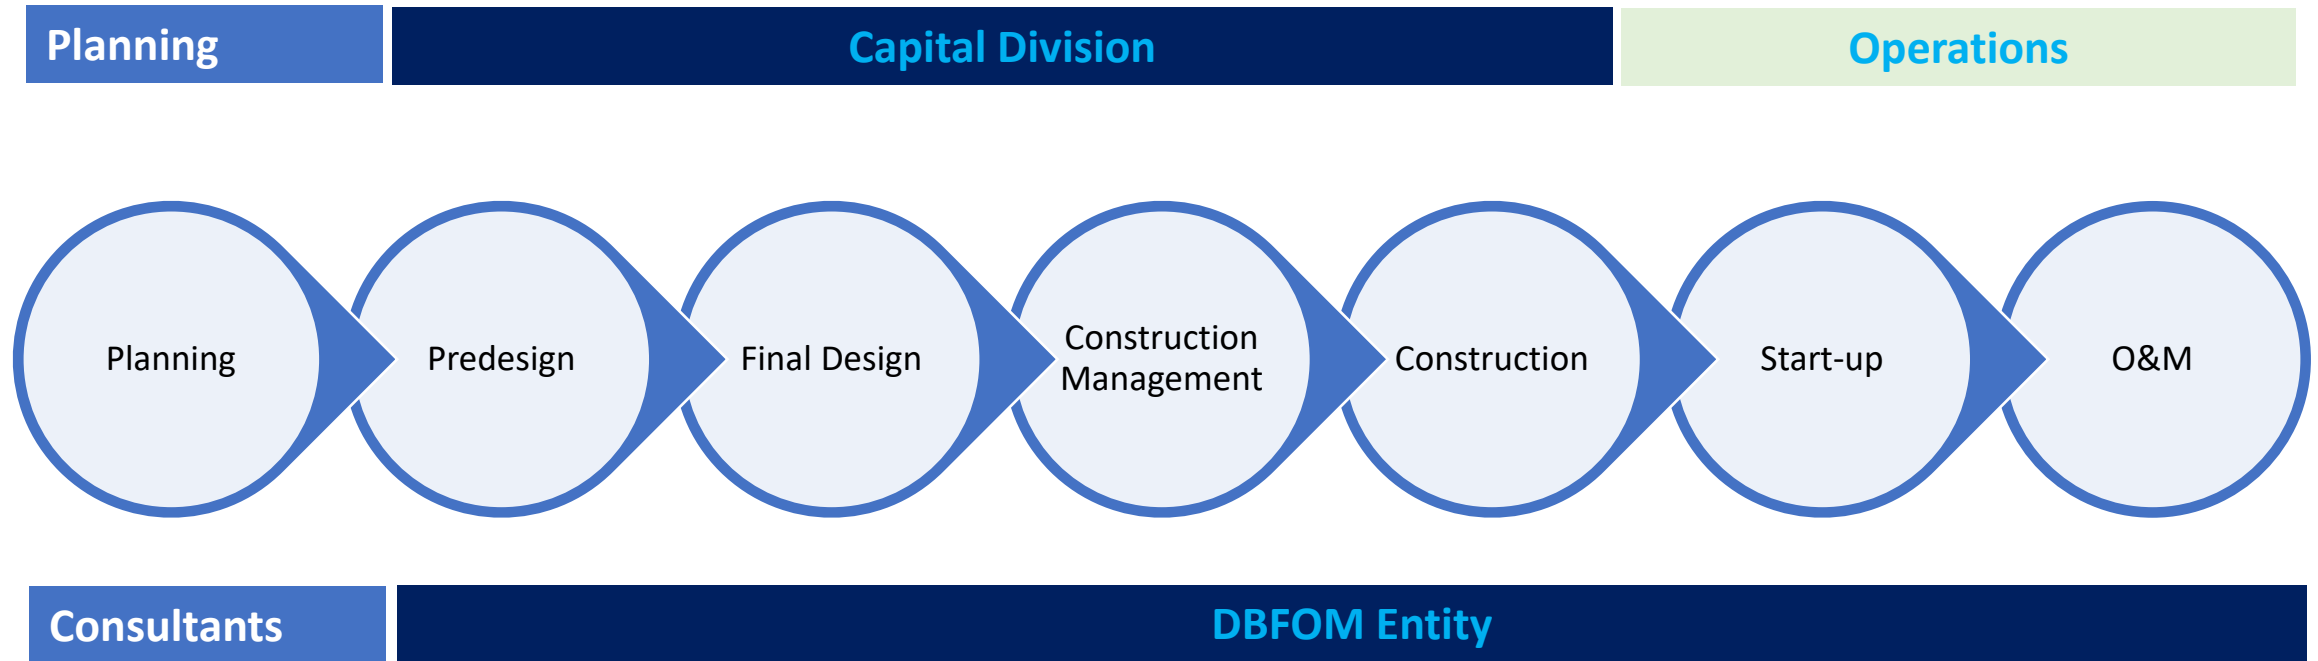 Planning
Capital Division
Operations
Planning
Predesign
Final Design
Construction
Management
Construction
Start-up
O&M
Consultants
DBFOM Entity